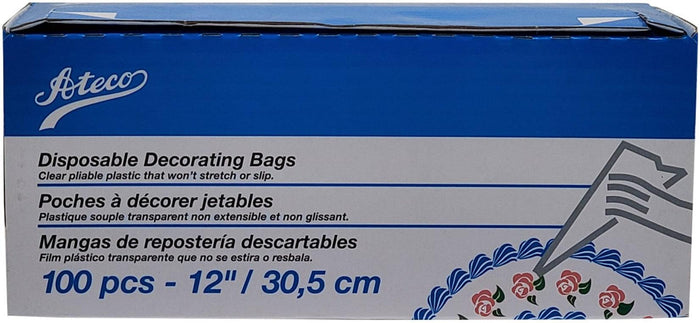 Ateco
Disposable Decorating Bags
Clear pliable plastic that won't stretch or slip.
Poches à décorer jetables
Plastique souple transparent non extensible et non glissant.
Mangas de repostería descartables
Film plástico transparente que no se estira o resbala.
100 pcs - 12" / 30,5 cm